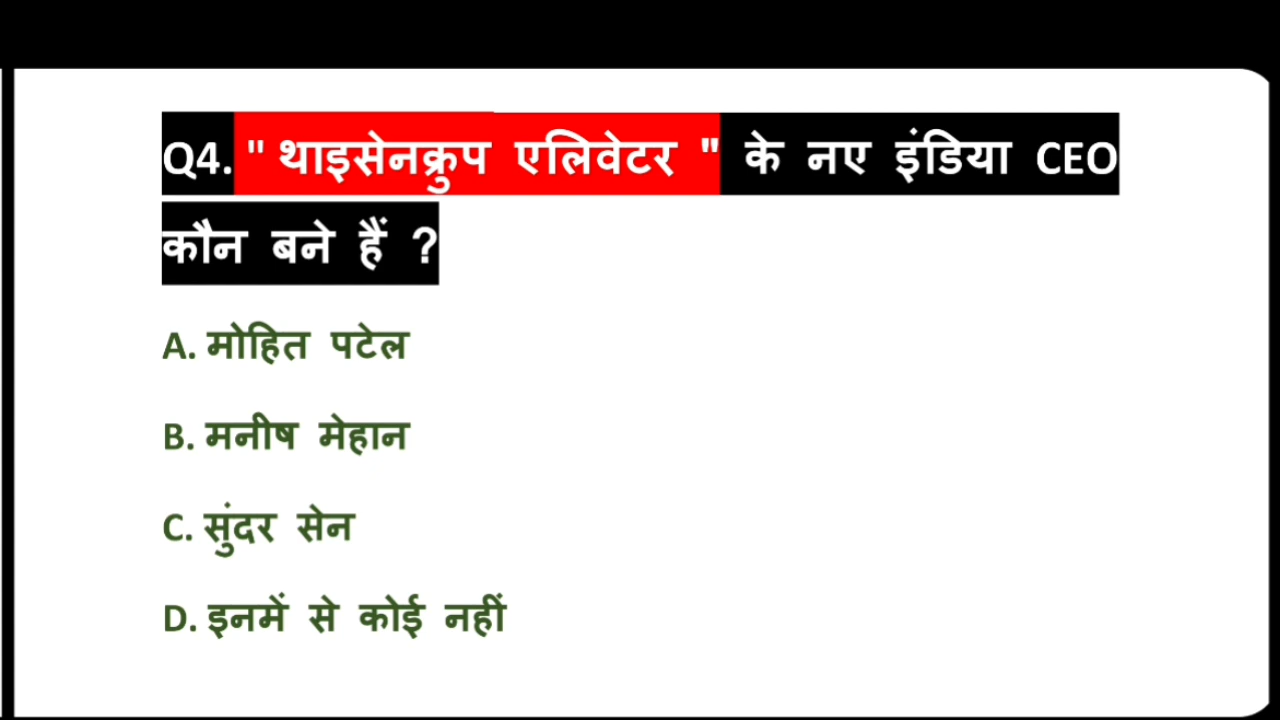 Q4. " थाइसेनक्रुप एलिवेटर " के नए इंडिया CEO
कौन बने हैं ?
A. मोहित पटेल
B. मनीष मेहान
C. सुंदर सेन
D. इनमें से कोई नहीं